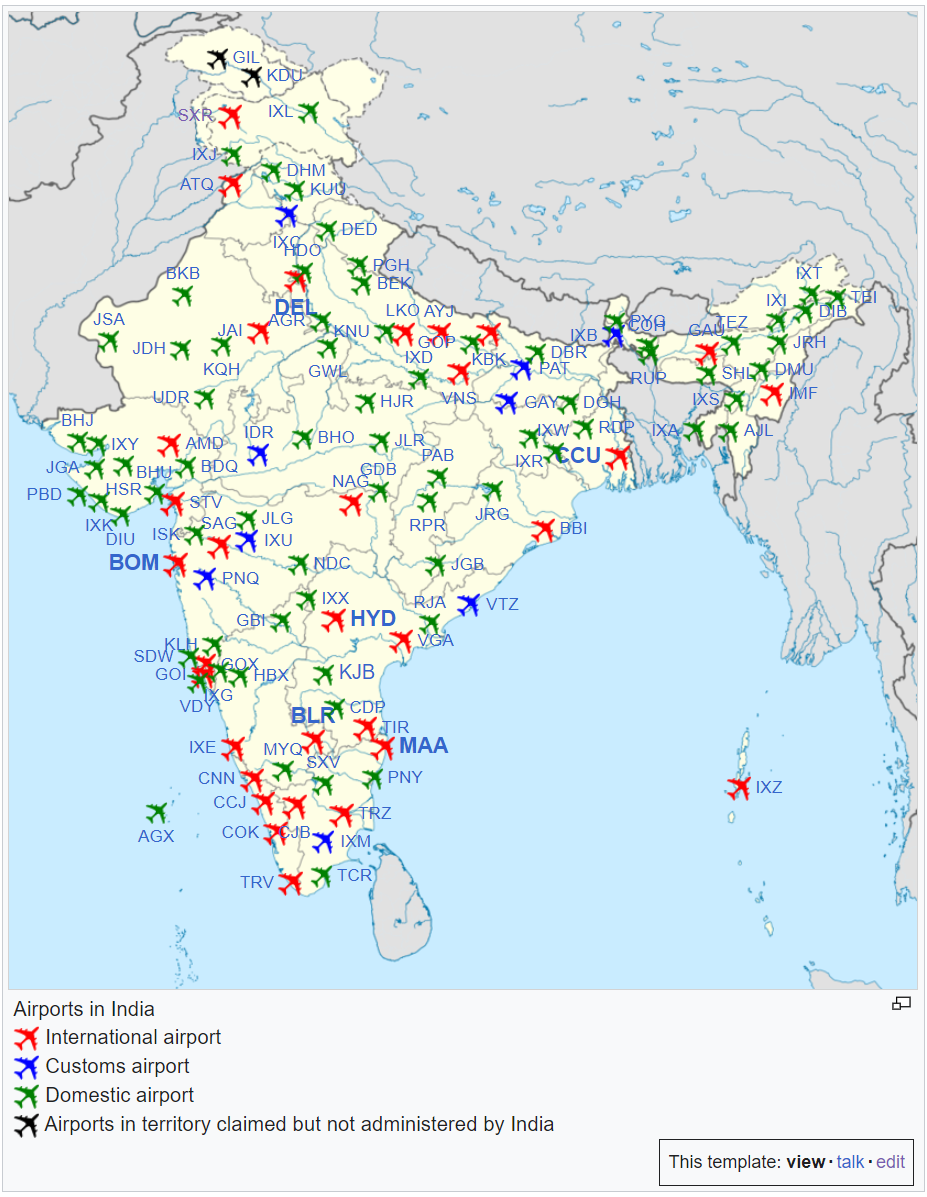 GIL
KDU
SXR
IXL
IXJ
DHM
ATQ
KUU
DED
IXC
HDO
PGH
BKB
BEK
IXT
TEI
DEL
LKO AYJ
IXI
DIB
JSA
AGR
JAI
KNU
GOP
IXB
PYG
COH
GAU
TEZ
JDH
IXD
KBK
DBR
JRH
KQH
GWL
PAT
RUP
SHL
DMU
UDR
HJR
VNS
GAY
DGH
IXS
IMF
BHJ
IXY
AMD
IDR
BHO
JLR
IXW
RDP
IXA
AJL
JGA
BHU
BDQ
PAB
IXR
CCU
PBD
HSR
STV
NAG
GDB
IXK
DIU
ISK
SAG
JLG
IXU
RPR
JRG
BBI
BOM
PNQ
NDC
JGB
IXX
RJA
VTZ
GBI
HYD
VGA
KLH
SDW
GOX
GOI
HBX
KJB
IXG
VDY
BLR
CDP
TIR
IXE
MYQ
SXV
MAA
CNN
PNY
IXZ
CCJ
TRZ
AGX
COK
CJB
IXM
TRV
TCR
Airports in India
International airport
Customs airport
Domestic airport
Airports in territory claimed but not administered by India
This template: view · talk · edit